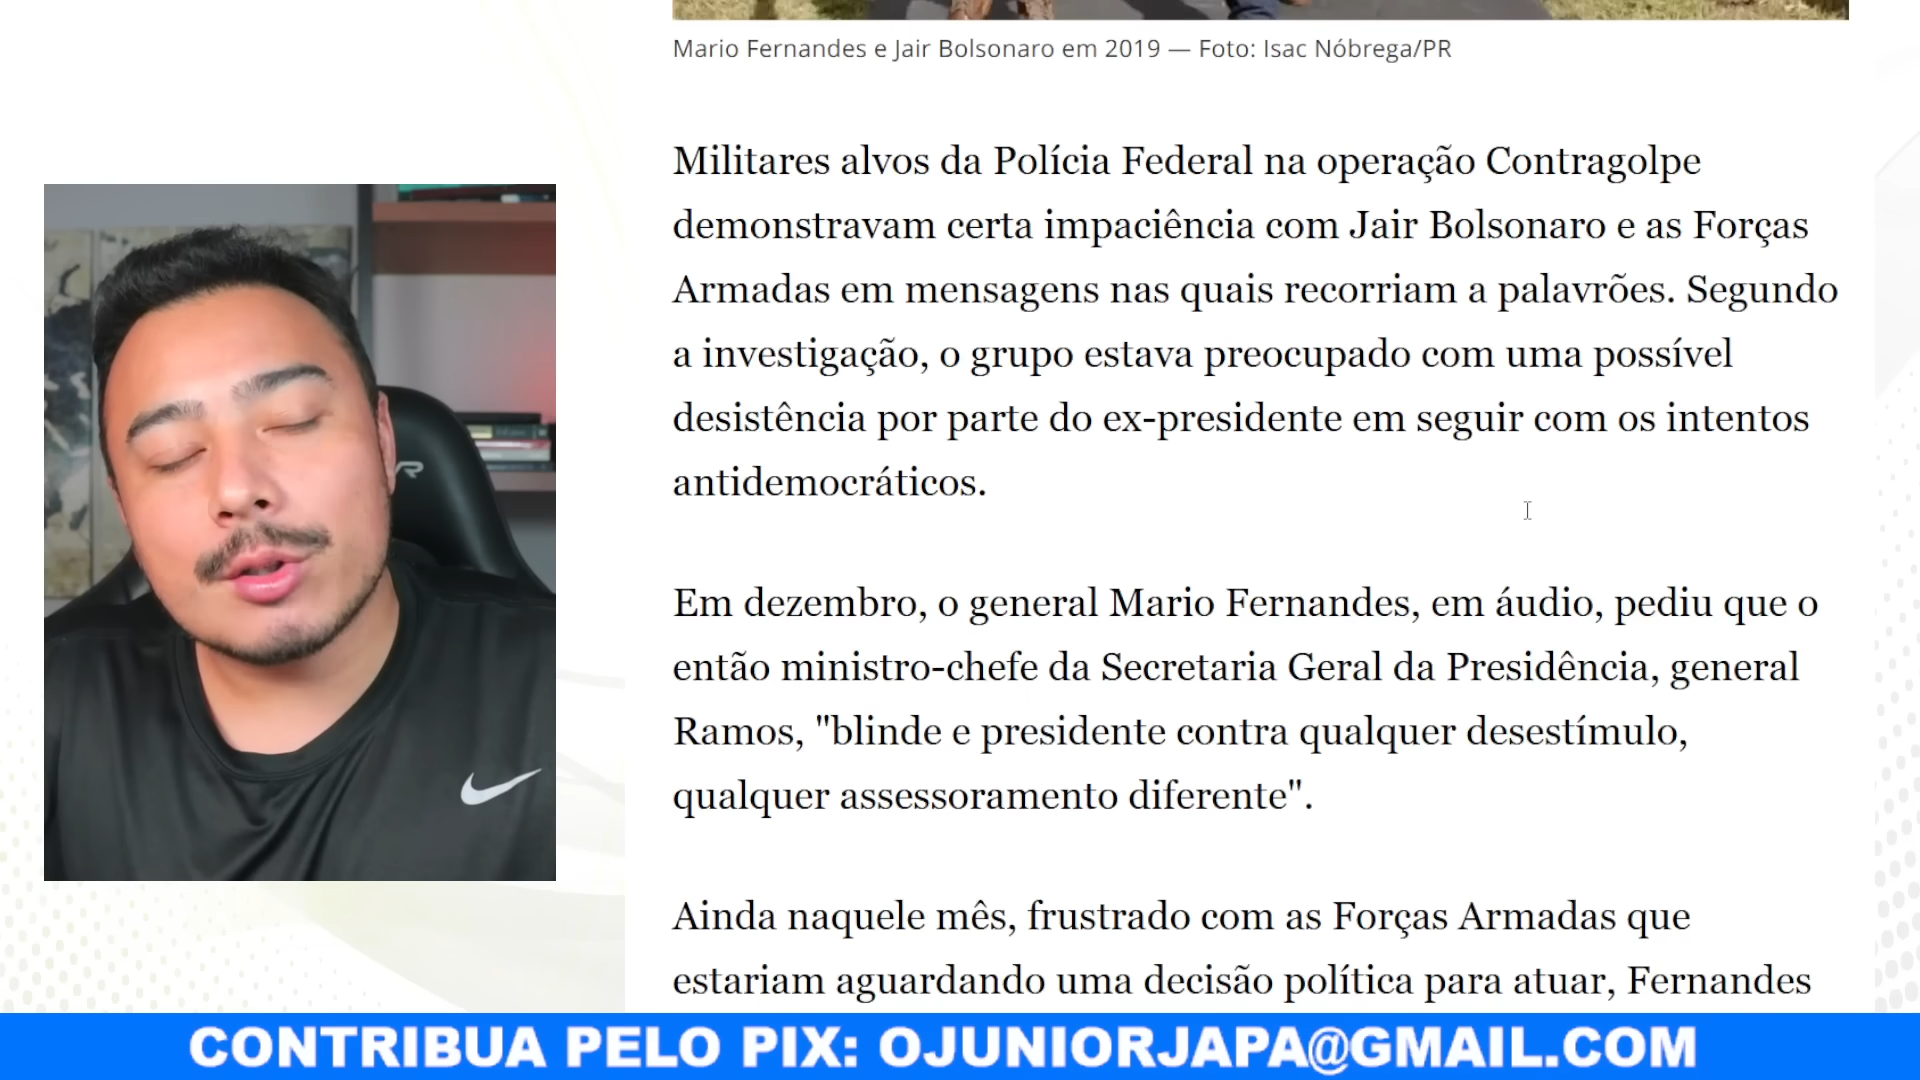 Mario Fernandes e Jair Bolsonaro em 2019 — Foto: Isac Nóbrega/PR
Militares alvos da Polícia Federal na operação Contragolpe
demonstravam certa impaciência com Jair Bolsonaro e as Forças
Armadas em mensagens nas quais recorriam a palavrões. Segundo
a investigação, o grupo estava preocupado com uma possível
desistência por parte do ex-presidente em seguir com os intentos
antidemocráticos.
Em dezembro, o general Mario Fernandes, em áudio, pediu que o
então ministro-chefe da Secretaria Geral da Presidência, general
Ramos, "blinde e presidente contra qualquer desestímulo,
qualquer assessoramento diferente".
Ainda naquele mês, frustrado com as Forças Armadas que
estariam aguardando uma decisão política para atuar, Fernandes
CONTRIBUA PELO PIX: OJUNIORJAPA@GMAIL.COM